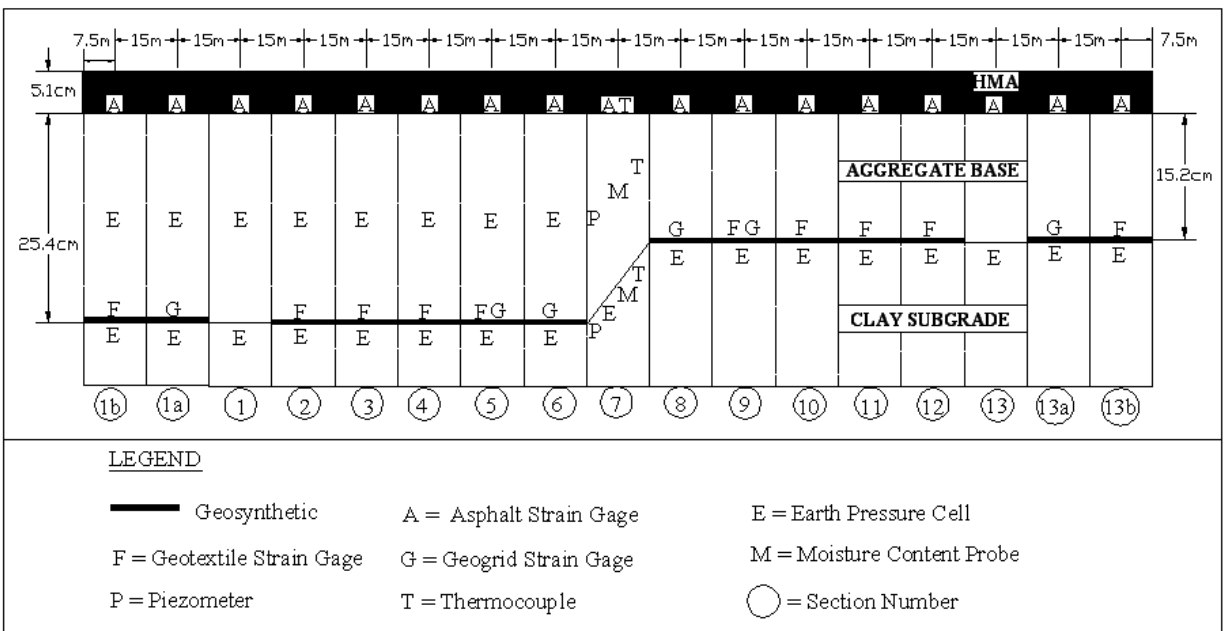 7.5m 15m 15m 15m 15m 15m 15m 15m 15m 15m 15m 15m 15m 15m 15m 15m 15m 7.5m
5.1cm
HMA
A A A A A A A A AT A A A A A A A A
T
AGGREGATE BASE
15.2cm
M
E E E E E E E E P
G FG F F F G F
25.4cm
E E E E E E E E
T
M
F G F F F FG G E
CLAY SUBGRADE
E E E E E E E E P
1b 1a 1 2 3 4 5 6 7 8 9 10 11 12 13 13a 13b
LEGEND
Geosynthetic A = Asphalt Strain Gage E = Earth Pressure Cell
F = Geotextile Strain Gage G = Geogrid Strain Gage M = Moisture Content Probe
P = Piezometer T = Thermocouple = Section Number